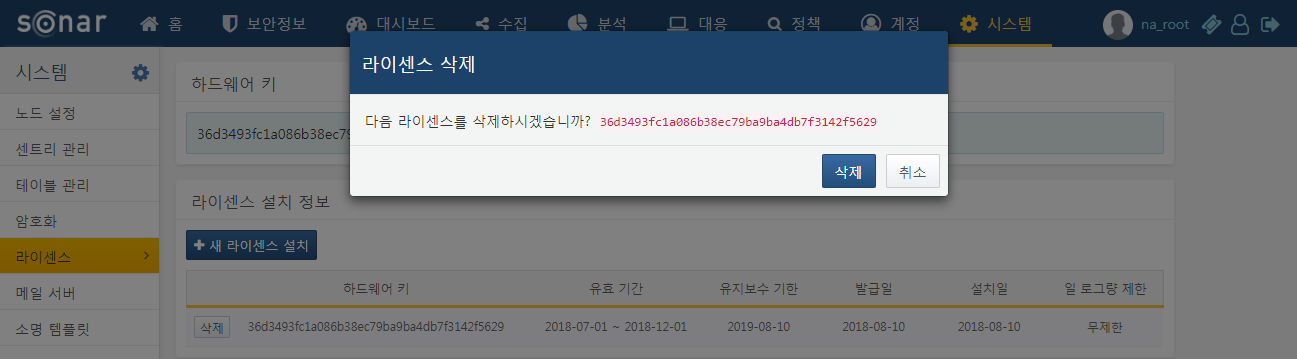 sonar 홈 보안정보 대시보드 수집 분석 대응 정책 계정 시스템 na_root
시스템
노드 설정
센트리 관리
테이블 관리
암호화
라이센스
메일 서버
소명 템플릿
하드웨어 키
36d3493fc1a086b38ec79
라이센스 삭제
다음 라이센스를 삭제하시겠습니까? 36d3493fc1a086b38ec79ba9ba4db7f3142f5629
삭제 취소
라이센스 설치 정보
새 라이센스 설치
하드웨어 키 유효 기간 유지보수 기한 발급일 설치일 일 로그량 제한
삭제 36d3493fc1a086b38ec79ba9ba4db7f3142f5629 2018-07-01 ~ 2018-12-01 2019-08-10 2018-08-10 2018-08-10 무제한